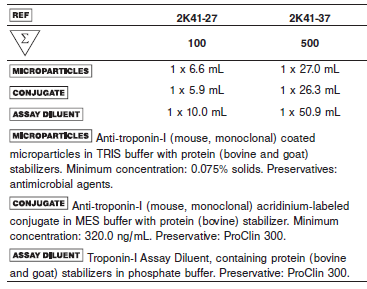 REF 2K41-27 2K41-37
Σ 100 500
MICROPARTICLES 1 x 6.6 mL 1 x 27.0 mL
CONJUGATE 1 x 5.9 mL 1 x 26.3 mL
ASSAY DILUENT 1 x 10.0 mL 1 x 50.9 mL
MICROPARTICLES Anti-troponin-I (mouse, monoclonal) coated
microparticles in TRIS buffer with protein (bovine and goat)
stabilizers. Minimum concentration: 0.075% solids. Preservatives:
antimicrobial agents.
CONJUGATE Anti-troponin-I (mouse, monoclonal) acridinium-labeled
conjugate in MES buffer with protein (bovine) stabilizer. Minimum
concentration: 320.0 ng/mL. Preservative: ProClin 300.
ASSAY DILUENT Troponin-I Assay Diluent, containing protein (bovine
and goat) stabilizers in phosphate buffer. Preservative: ProClin 300.